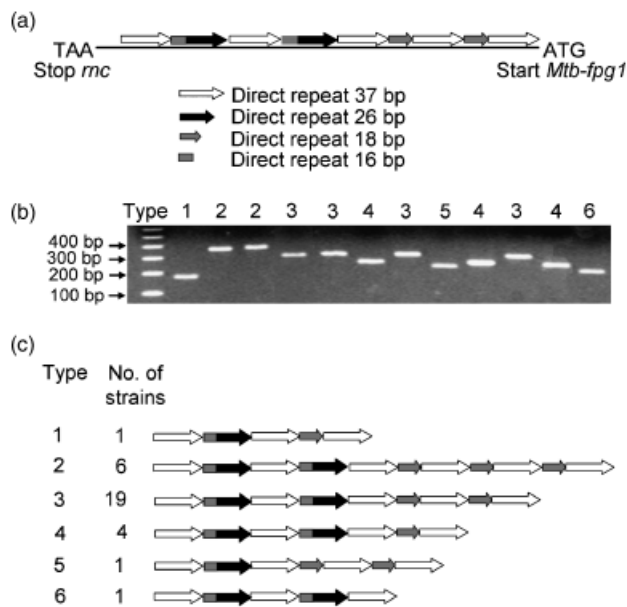 (a)
TAA ATG
Stop rnc Start Mtb-fpg1
Direct repeat 37 bp
Direct repeat 26 bp
Direct repeat 18 bp
Direct repeat 16 bp
(b) Type 1 2 2 3 3 4 3 5 4 3 4 6
400 bp
300 bp
200 bp
100 bp
(c)
Type No. of
strains
1 1
2 6
3 19
4 4
5 1
6 1